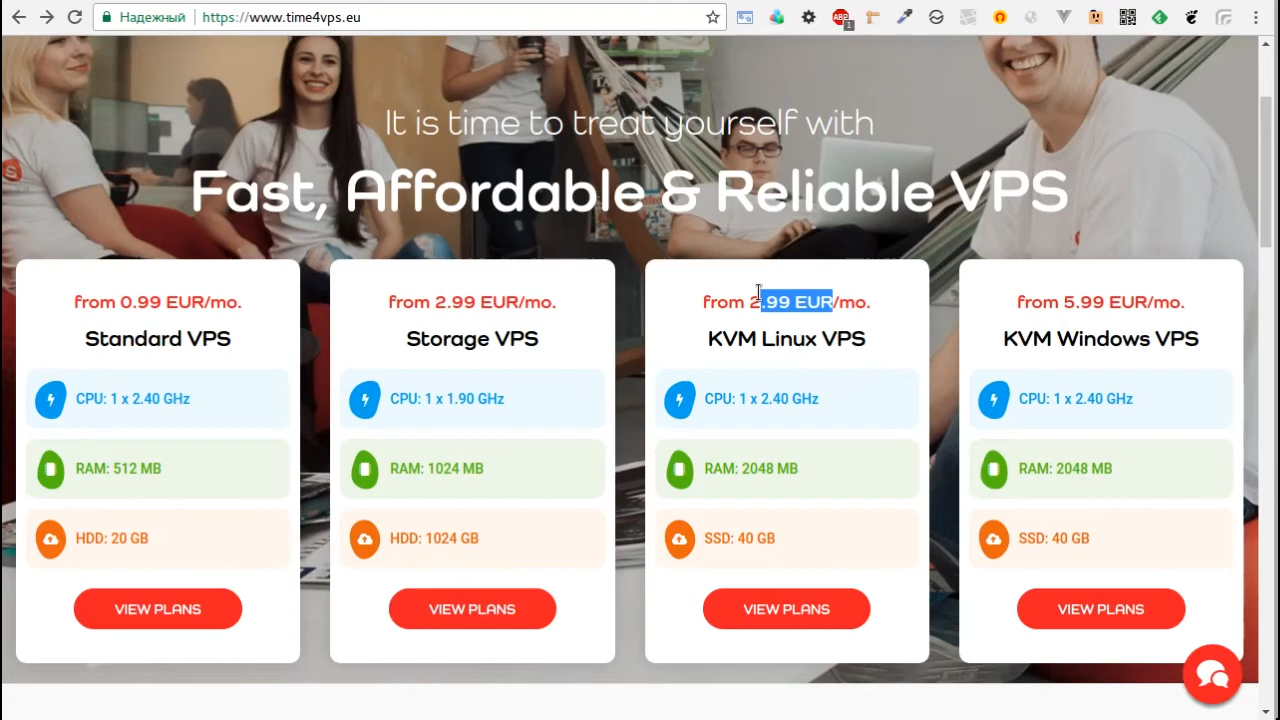 Надежный
https://www.time4vps.eu
ABP
1
It is time to treat yourself with
Fast, Affordable & Reliable VPS
from 0.99 EUR/mo.
Standard VPS
CPU: 1 x 2.40 GHz
RAM: 512 MB
HDD: 20 GB
VIEW PLANS
from 2.99 EUR/mo.
Storage VPS
CPU: 1 x 1.90 GHz
RAM: 1024 MB
HDD: 1024 GB
VIEW PLANS
from 2.99 EUR/mo.
KVM Linux VPS
CPU: 1 x 2.40 GHz
RAM: 2048 MB
SSD: 40 GB
VIEW PLANS
from 5.99 EUR/mo.
KVM Windows VPS
CPU: 1 x 2.40 GHz
RAM: 2048 MB
SSD: 40 GB
VIEW PLANS